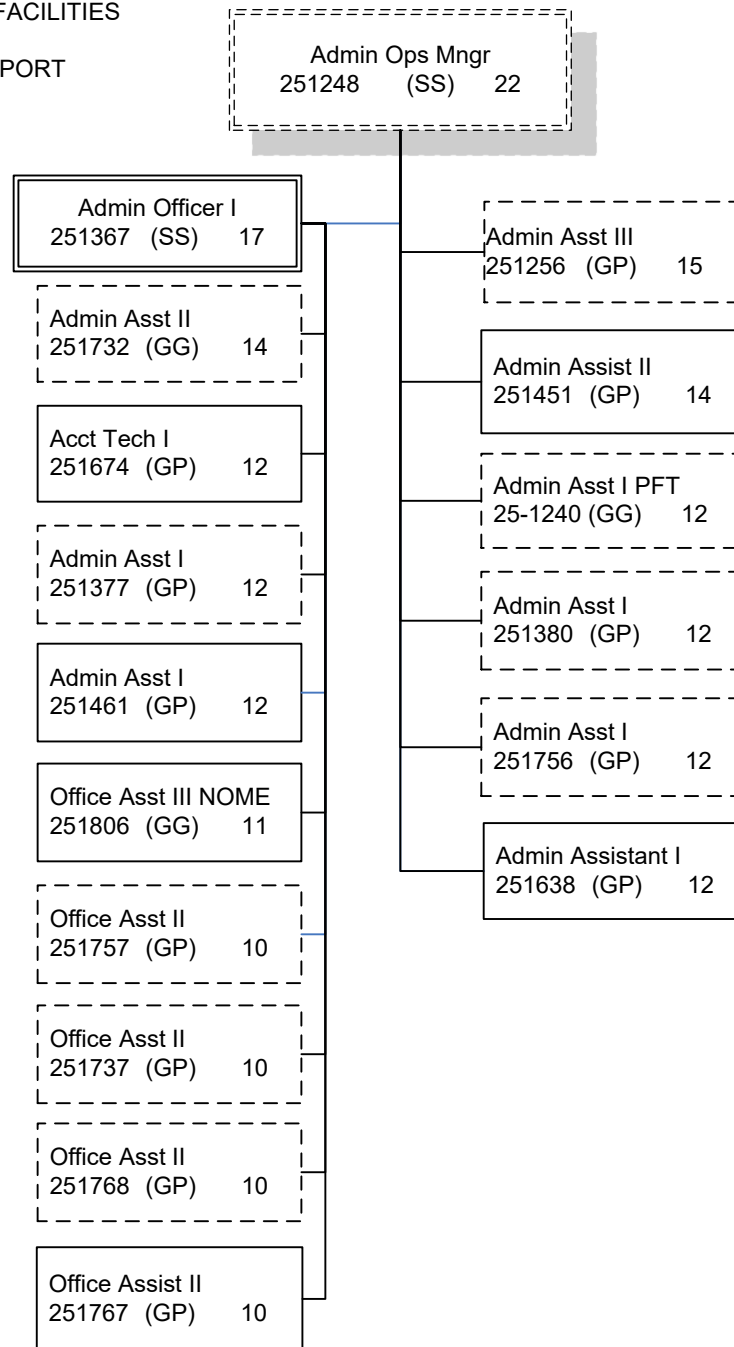 FACILITIES
PORT
Admin Ops Mngr
251248 (SS) 22
Admin Officer I
251367 (SS) 17
Admin Asst II
251732 (GG) 14
Acct Tech I
251674 (GP) 12
Admin Asst I
251377 (GP) 12
Admin Asst I
251461 (GP) 12
Office Asst III NOME
251806 (GG) 11
Office Asst II
251757 (GP) 10
Office Asst II
251737 (GP) 10
Office Asst II
251768 (GP) 10
Office Assist II
251767 (GP) 10
Admin Asst III
251256 (GP) 15
Admin Assist II
251451 (GP) 14
Admin Asst I PFT
25-1240 (GG) 12
Admin Asst I
251380 (GP) 12
Admin Asst I
251756 (GP) 12
Admin Assistant I
251638 (GP) 12